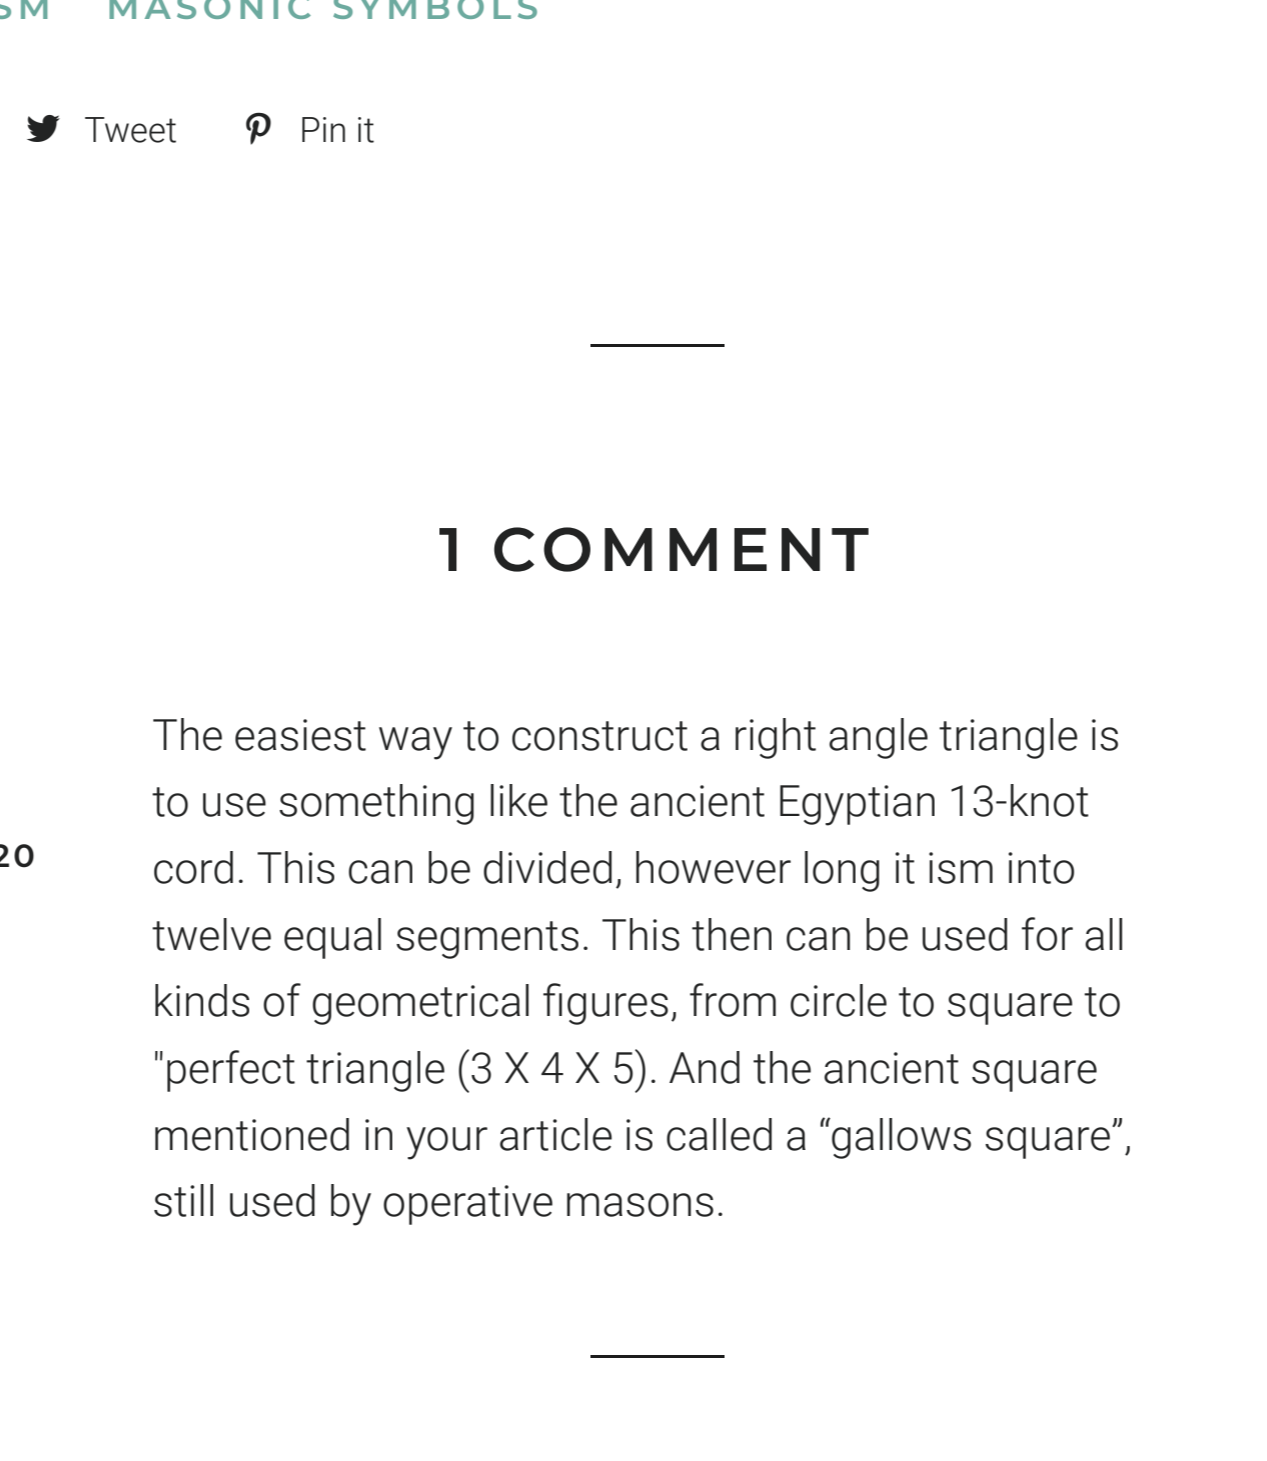 SM MASONIC SYMBOLS
Tweet Pin it
1 COMMENT
The easiest way to construct a right angle triangle is
to use something like the ancient Egyptian 13-knot
20
cord. This can be divided, however long it ism into
twelve equal segments. This then can be used for all
kinds of geometrical figures, from circle to square to
"perfect triangle (3 X 4 X 5). And the ancient square
mentioned in your article is called a “gallows square”,
still used by operative masons.